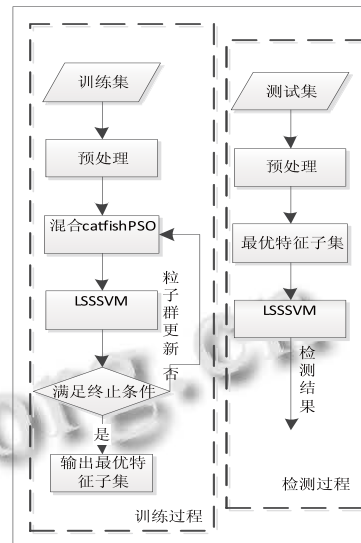 训练集
预处理
混合catfishPSO
LSSSVM
粒子群更新
否
满足终止条件
是
输出最优特
征子集
训练过程
测试集
预处理
最优特征子集
LSSSVM
检测结果
检测过程